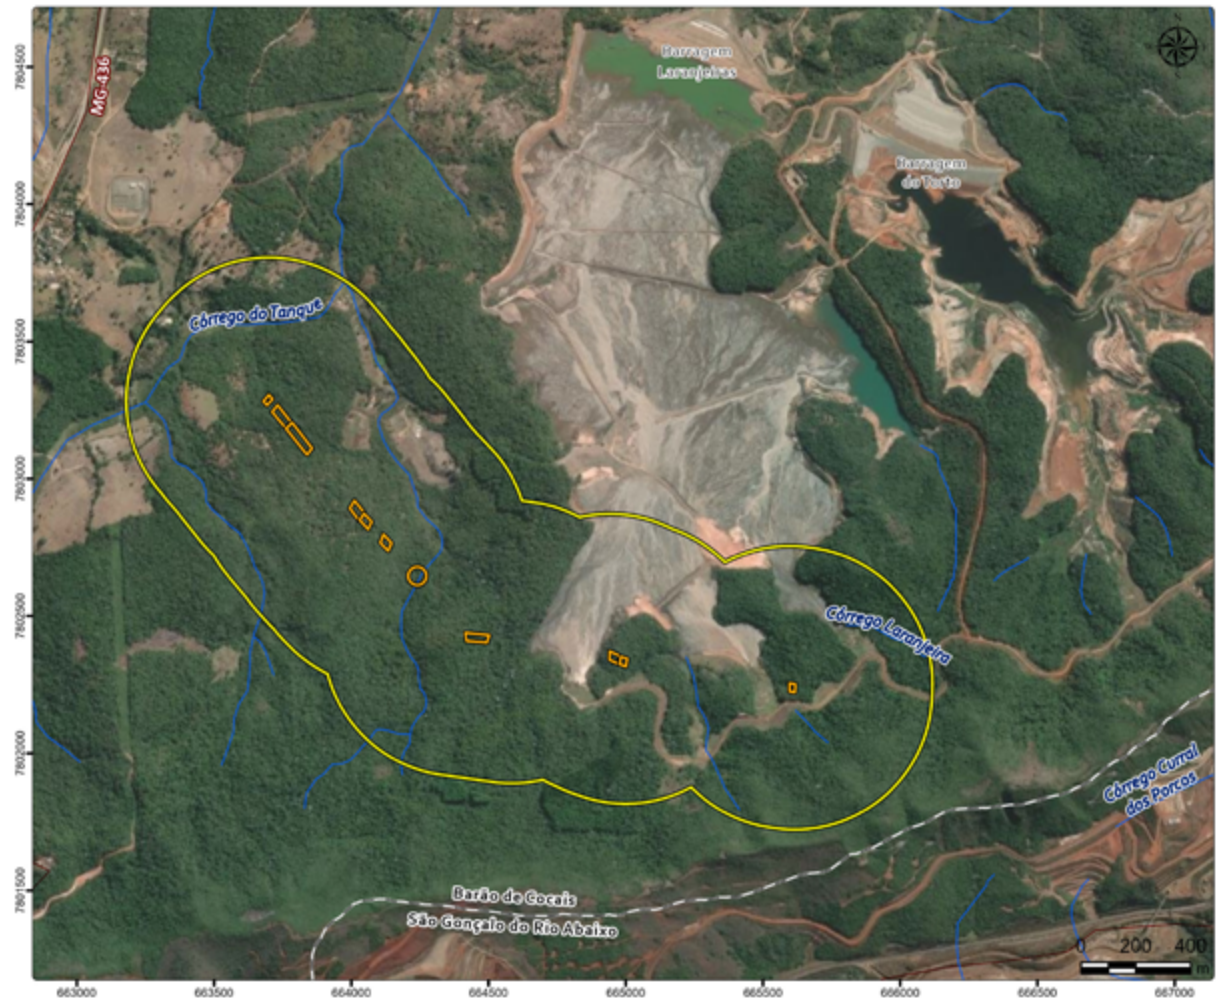 Barragem
Laranjeiras
MG-436
Barragem
do Torto
Córrego do Tanque
Córrego Laranjeira
Córrego Curral
dos Porcos
Barão de Cocais
São Gonçalo do Rio Abaixo
0 200 400
m
7804500
7804000
7803500
7803000
7802500
7802000
7801500
663000 663500 664000 664500 665000 665500 666000 666500 667000